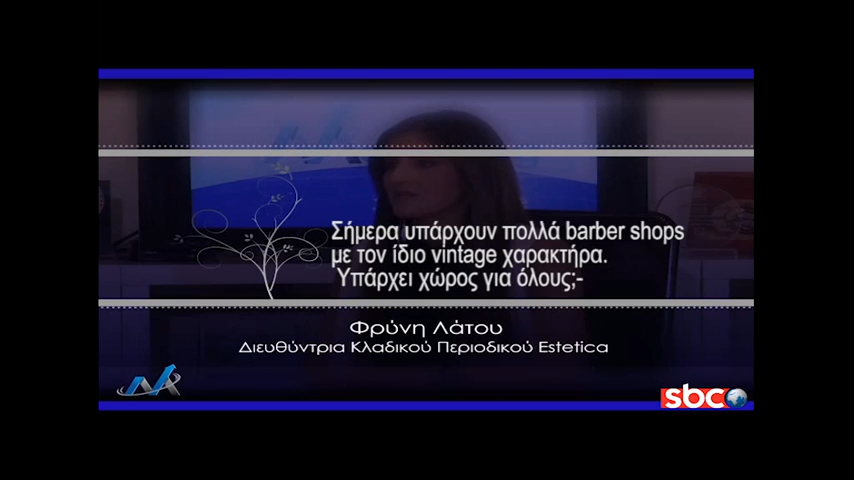 Σήμερα υπάρχουν πολλά barber shops
με τον ίδιο vintage χαρακτήρα.
Υπάρχει χώρος για όλους;-
Φρύνη Λάτου
Διευθύντρια Κλαδικού Περιοδικού Estetica
sbc